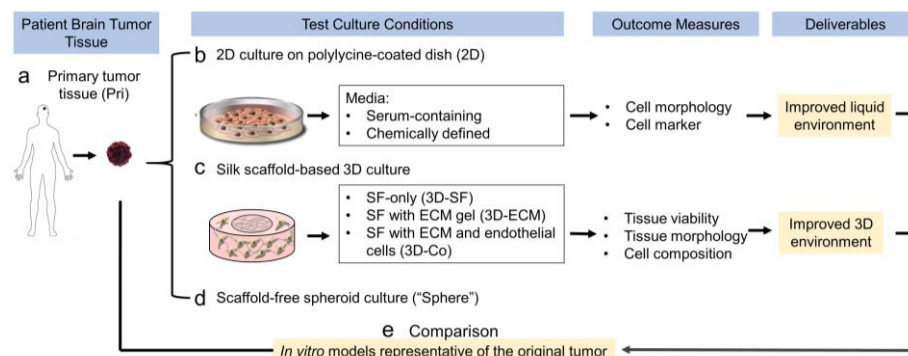 Patient Brain Tumor
Tissue
Test Culture Conditions
Outcome Measures
Deliverables
a Primary tumor
tissue (Pri)
b 2D culture on polylycine-coated dish (2D)
Media:
• Serum-containing
• Chemically defined
• Cell morphology
• Cell marker
Improved liquid
environment
c Silk scaffold-based 3D culture
• SF-only (3D-SF)
• SF with ECM gel (3D-ECM)
• SF with ECM and endothelial
cells (3D-Co)
• Tissue viability
• Tissue morphology
• Cell composition
Improved 3D
environment
d Scaffold-free spheroid culture (“Sphere”)
e Comparison
In vitro models representative of the original tumor